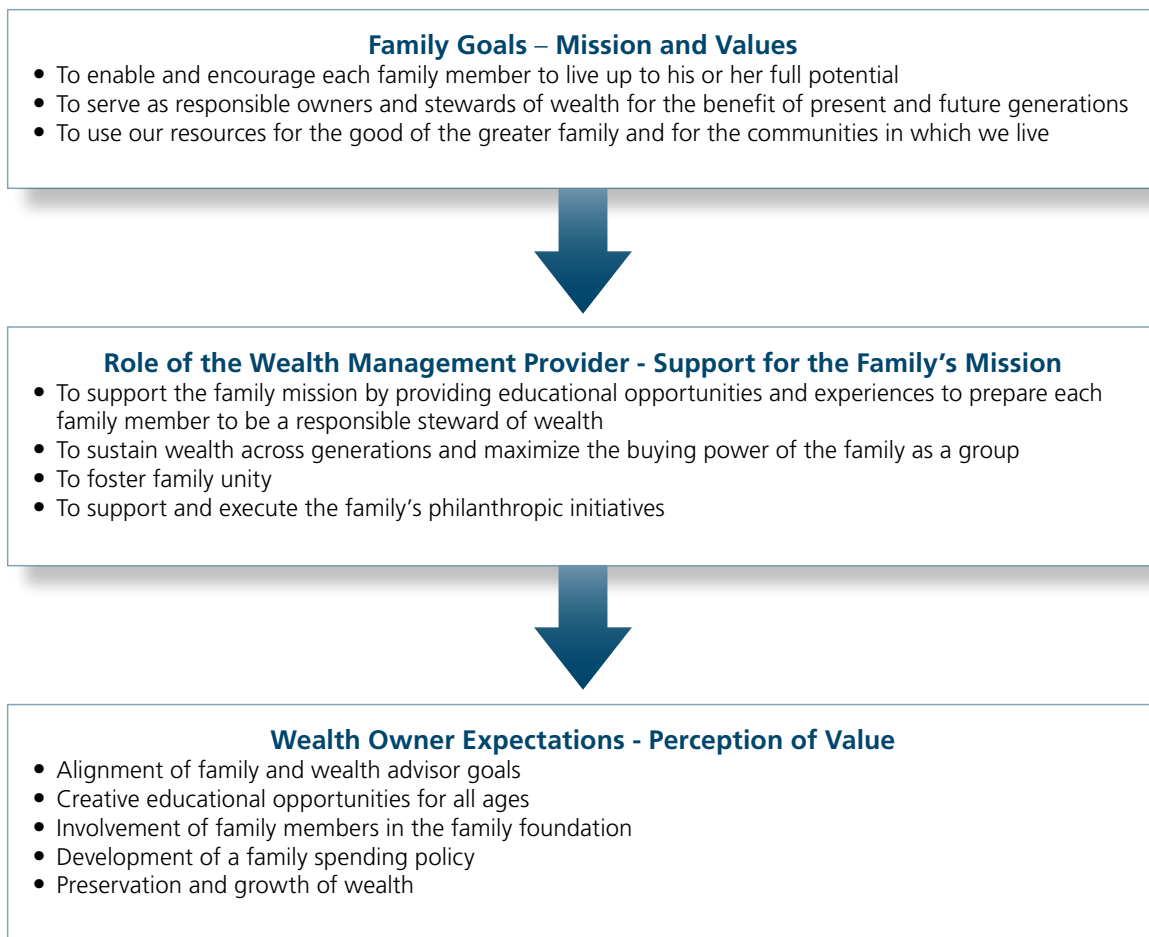 Family Goals – Mission and Values
• To enable and encourage each family member to live up to his or her full potential
• To serve as responsible owners and stewards of wealth for the benefit of present and future generations
• To use our resources for the good of the greater family and for the communities in which we live
Role of the Wealth Management Provider - Support for the Family’s Mission
• To support the family mission by providing educational opportunities and experiences to prepare each
family member to be a responsible steward of wealth
• To sustain wealth across generations and maximize the buying power of the family as a group
• To foster family unity
• To support and execute the family’s philanthropic initiatives
Wealth Owner Expectations - Perception of Value
• Alignment of family and wealth advisor goals
• Creative educational opportunities for all ages
• Involvement of family members in the family foundation
• Development of a family spending policy
• Preservation and growth of wealth